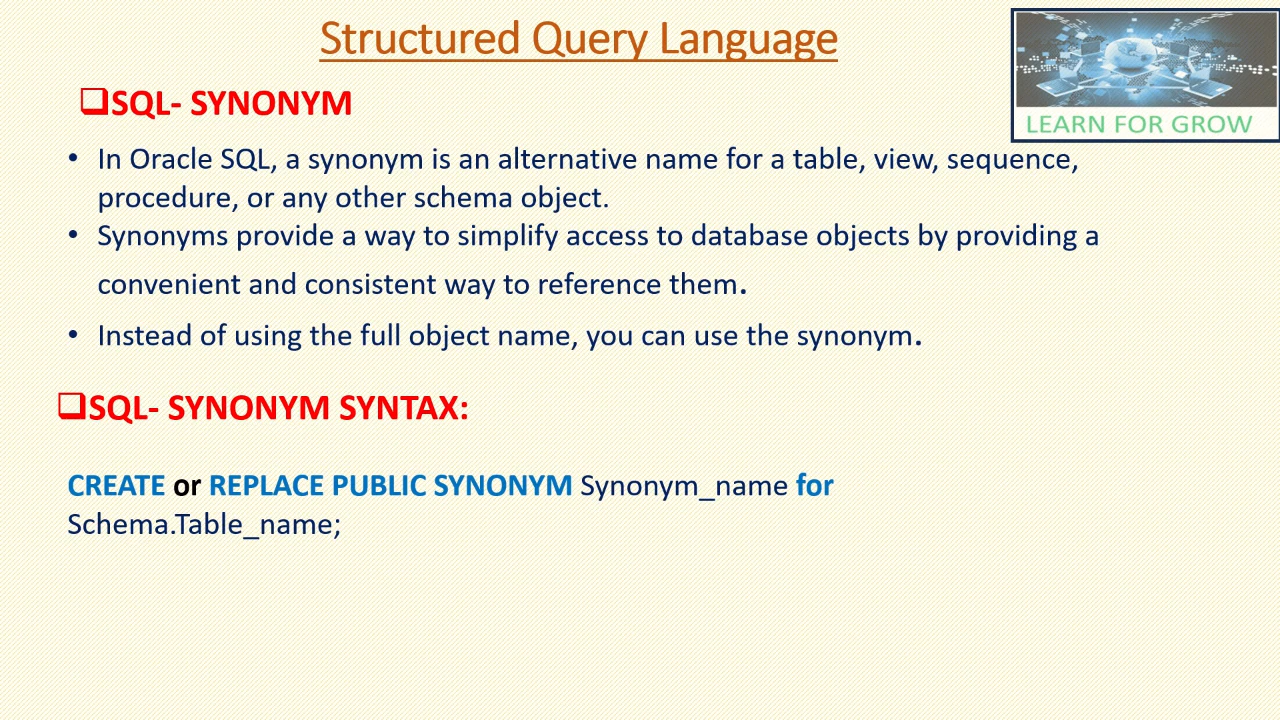 Structured Query Language
LEARN FOR GROW
❑SQL- SYNONYM
• In Oracle SQL, a synonym is an alternative name for a table, view, sequence,
procedure, or any other schema object.
• Synonyms provide a way to simplify access to database objects by providing a
convenient and consistent way to reference them.
• Instead of using the full object name, you can use the synonym.
❑SQL- SYNONYM SYNTAX:
CREATE or REPLACE PUBLIC SYNONYM Synonym_name for
Schema.Table_name;